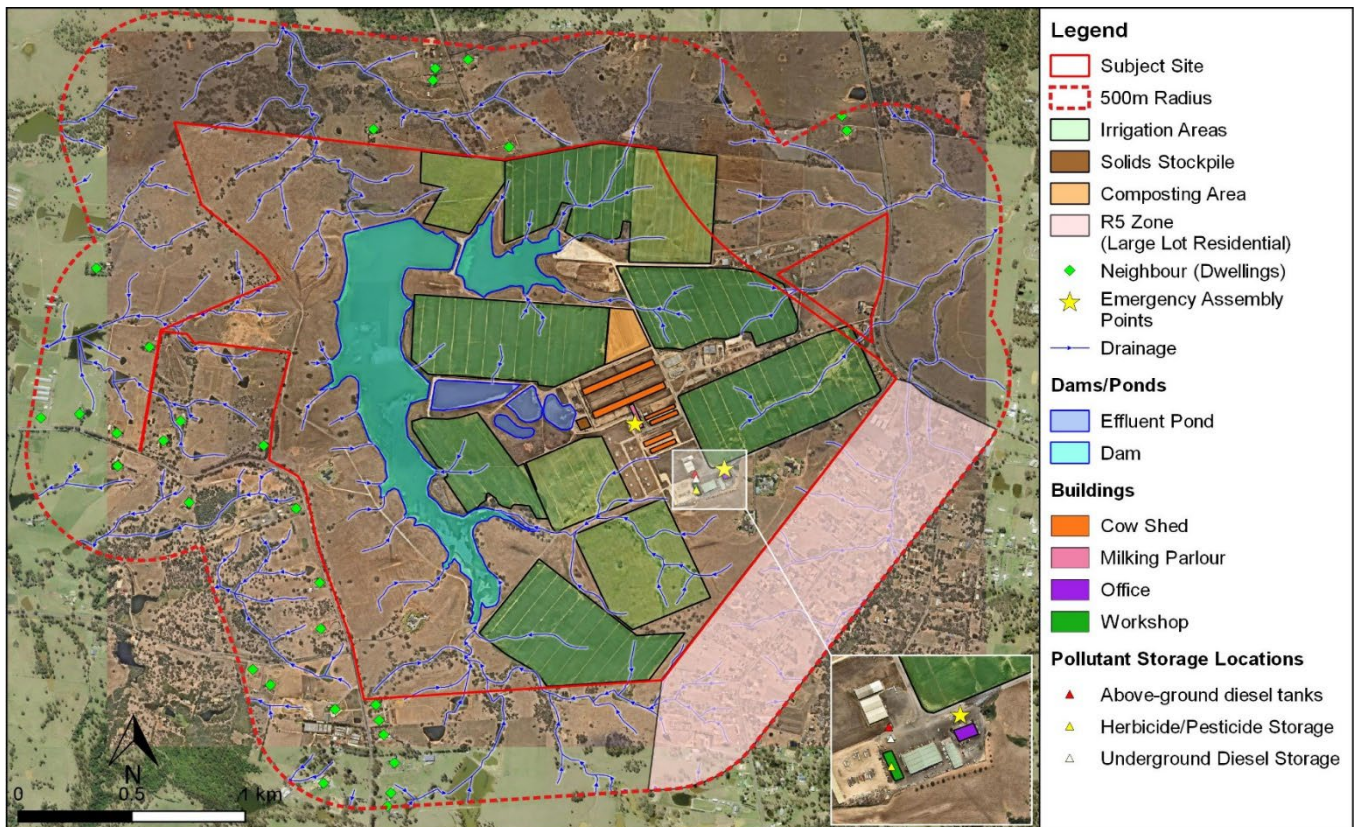 Legend
Subject Site
500m Radius
Irrigation Areas
Solids Stockpile
Composting Area
R5 Zone
(Large Lot Residential)
Neighbour (Dwellings)
Emergency Assembly
Points
Drainage
Dams/Ponds
Effluent Pond
Dam
Buildings
Cow Shed
Milking Parlour
Office
Workshop
Pollutant Storage Locations
Above-ground diesel tanks
Herbicide/Pesticide Storage
Underground Diesel Storage
N
0 0.5 1 km